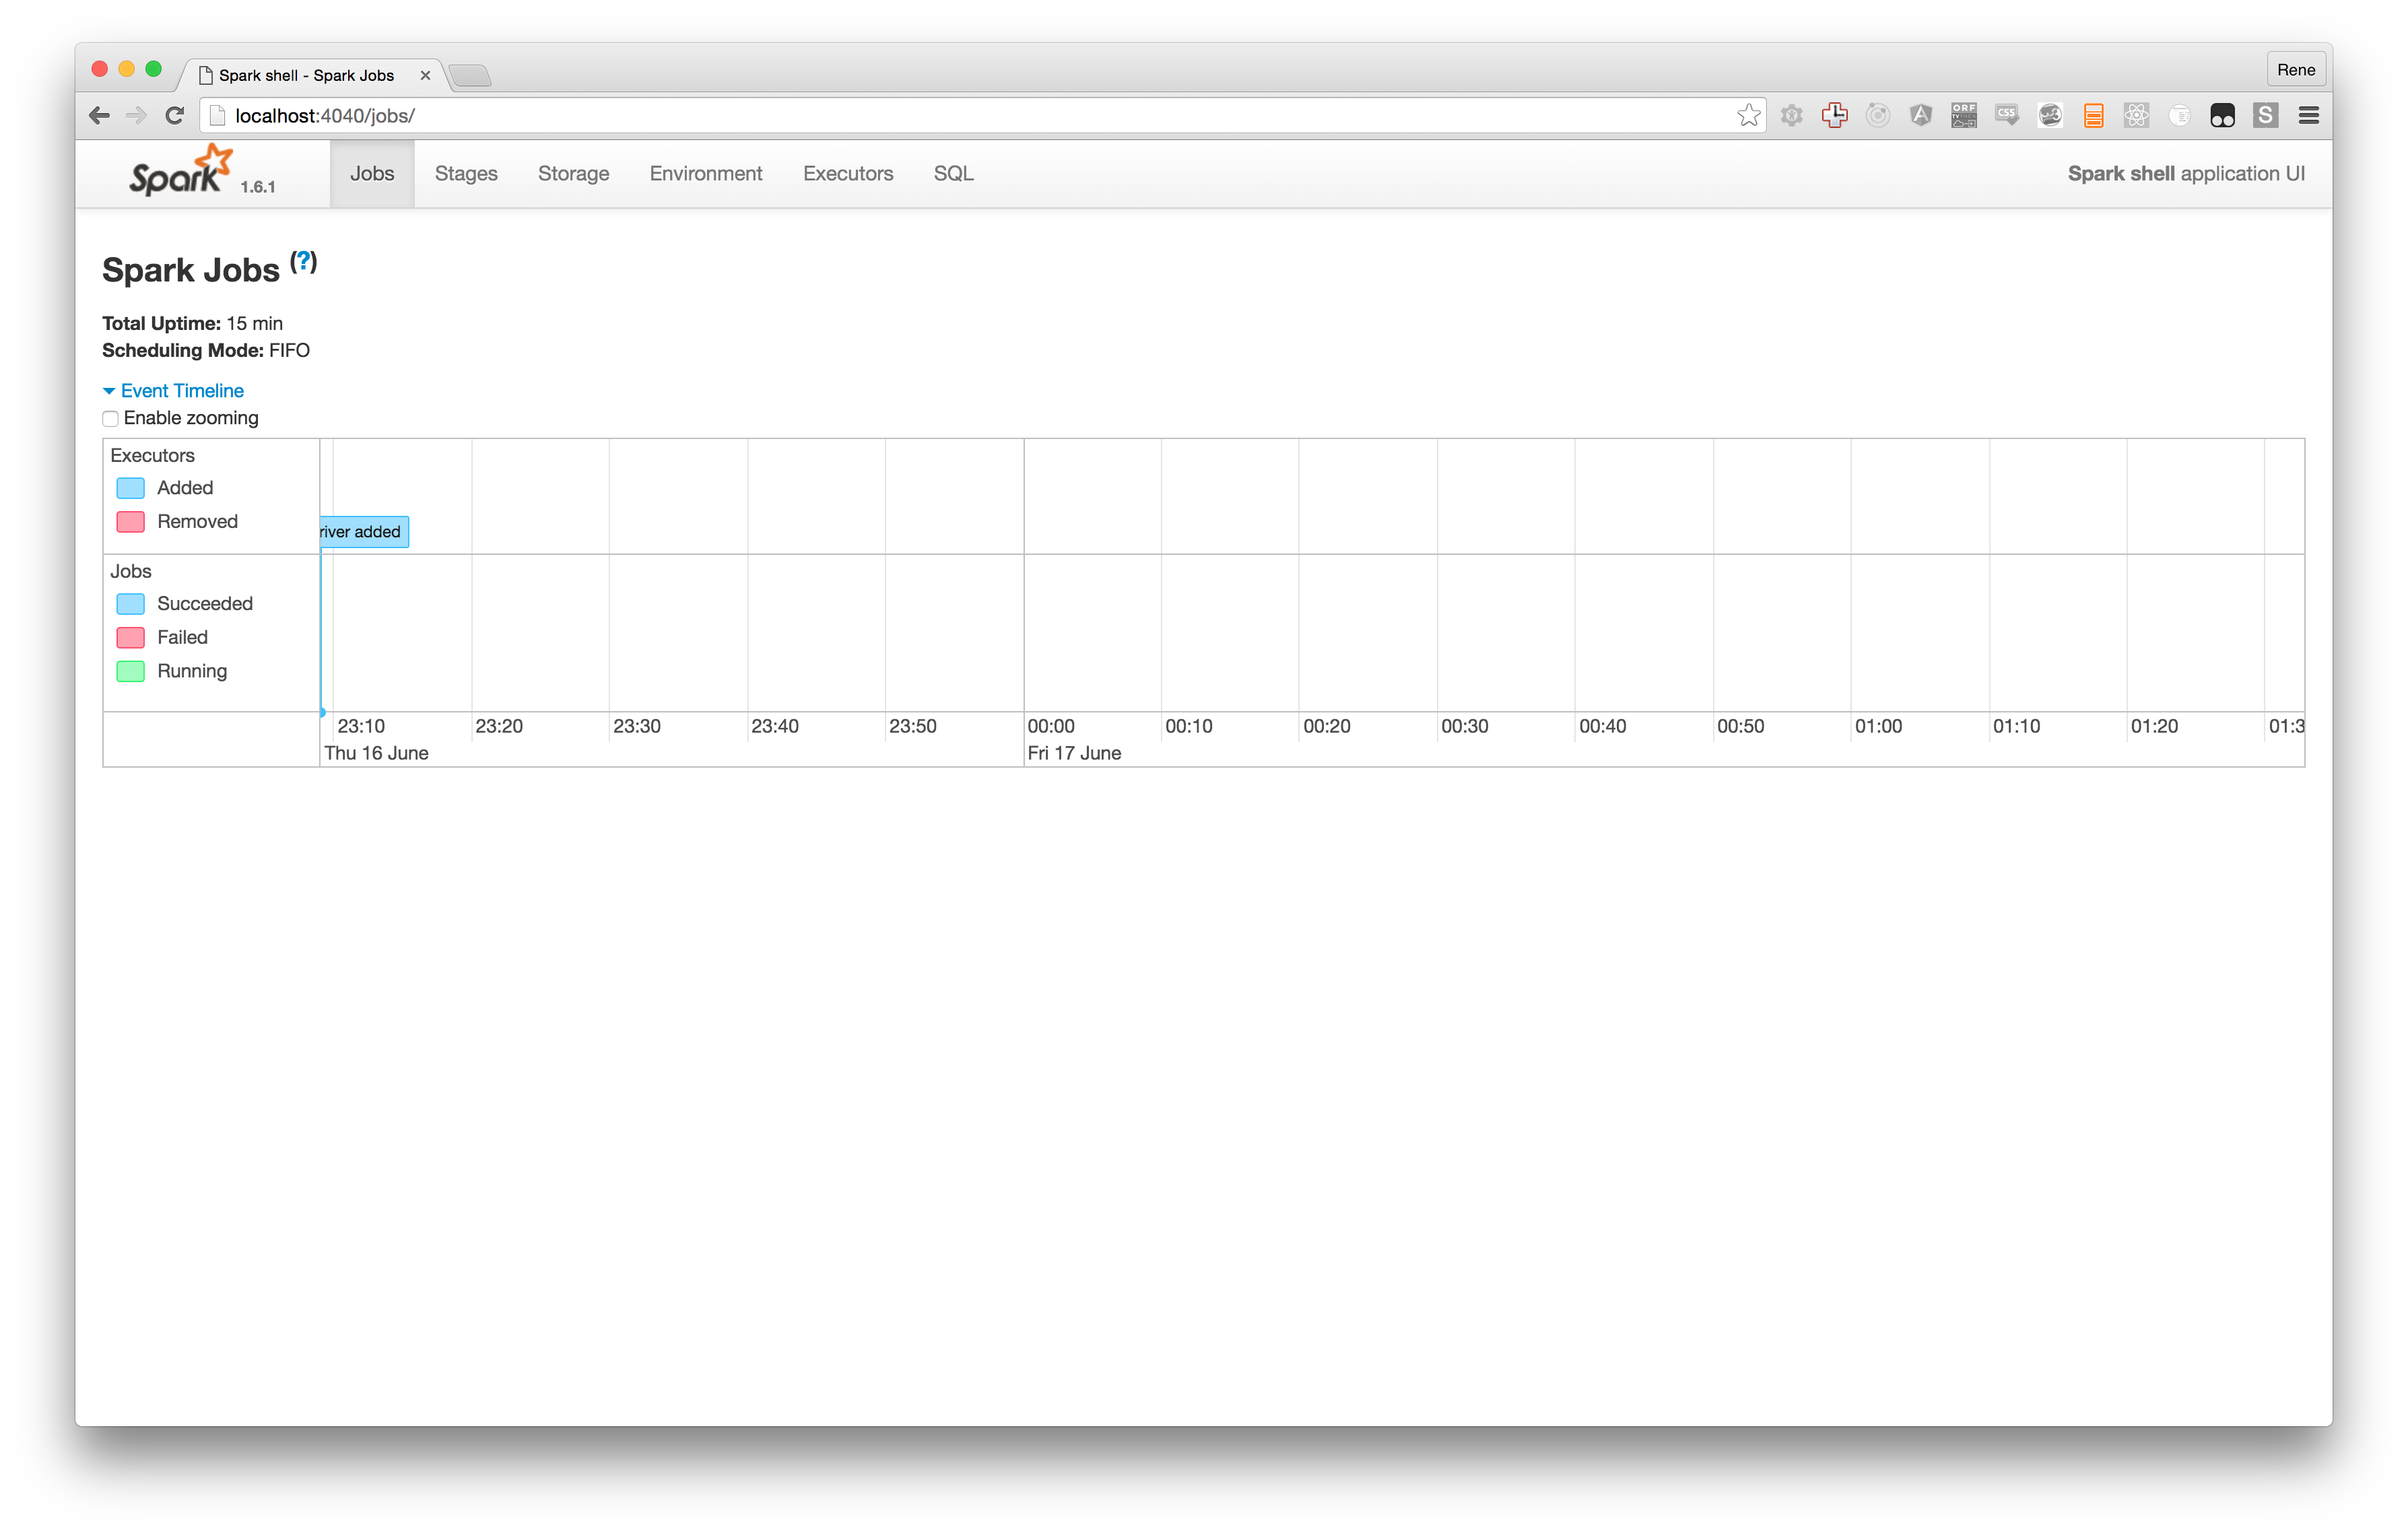 Spark shell - Spark Jobs
Rene
localhost:4040/jobs/
Spark 1.6.1
Jobs
Stages
Storage
Environment
Executors
SQL
Spark shell application UI
Spark Jobs (?)
Total Uptime: 15 min
Scheduling Mode: FIFO
Event Timeline
Enable zooming
Executors
Added
Removed
river added
Jobs
Succeeded
Failed
Running
23:10 23:20 23:30 23:40 23:50 00:00 00:10 00:20 00:30 00:40 00:50 01:00 01:10 01:20 01:3
Thu 16 June Fri 17 June